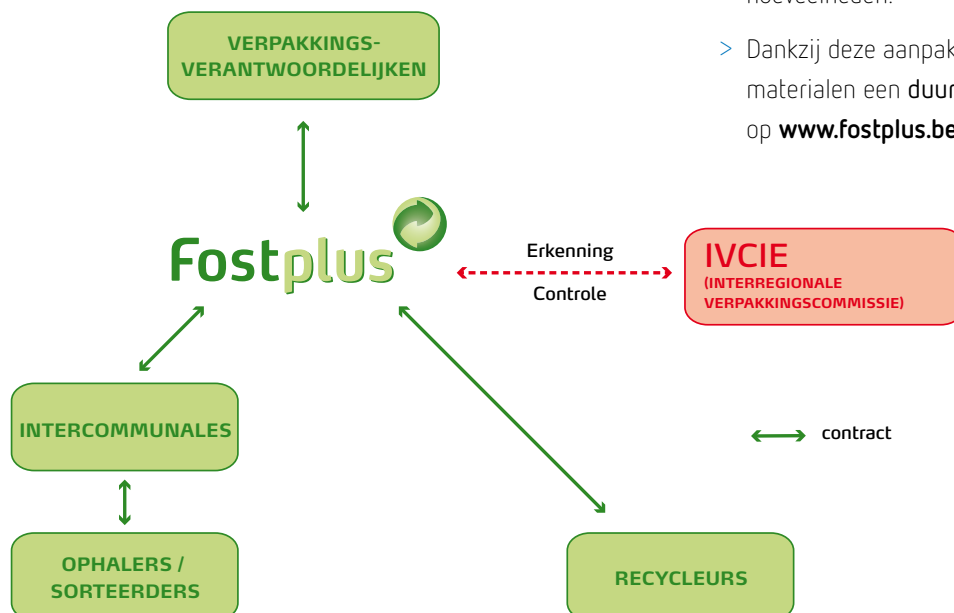 hoeveelheden.
> Dankzij deze aanpak
materialen een duur
op www.fostplus.be
VERPAKKINGS-
VERANTWOORDELIJKEN
Fostplus
Erkenning
Controle
IVCIE
(INTERREGIONALE
VERPAKKINGSCOMMISSIE)
INTERCOMMUNALES
contract
OPHALERS /
SORTEERDERS
RECYCLEURS